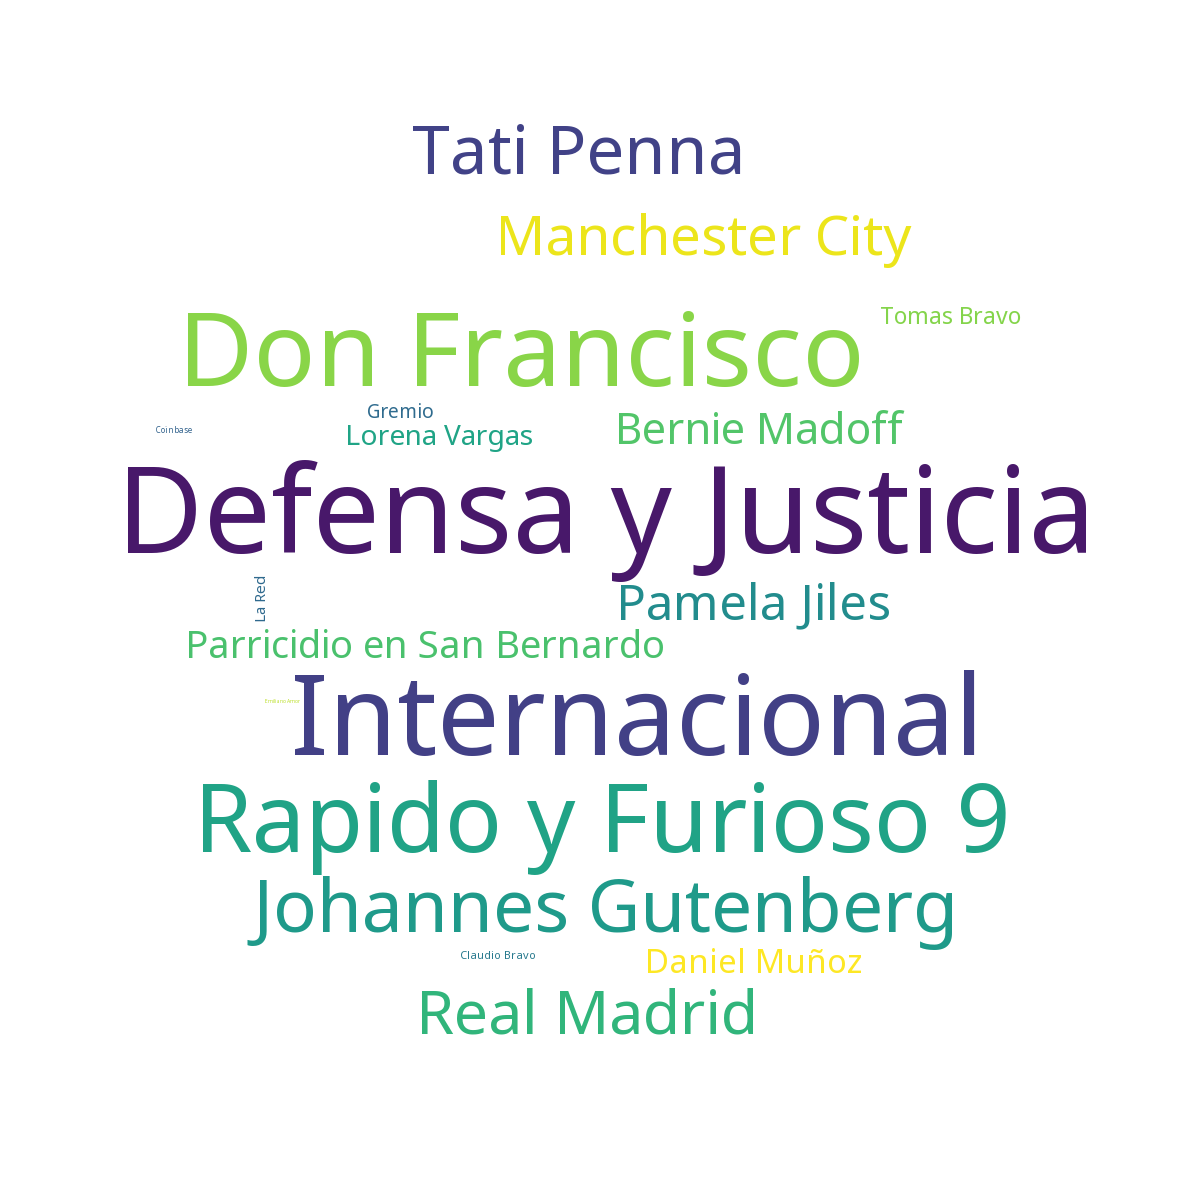 Tati Penna
Manchester City
Tomas Bravo
Don Francisco
Gremio
Bernie Madoff
Coinbase
Lorena Vargas
Defensa y Justicia
La Red
Pamela Jiles
Parricidio en San Bernardo
Internacional
Rapido y Furioso 9
Johannes Gutenberg
Claudio Bravo
Daniel Muñoz
Real Madrid